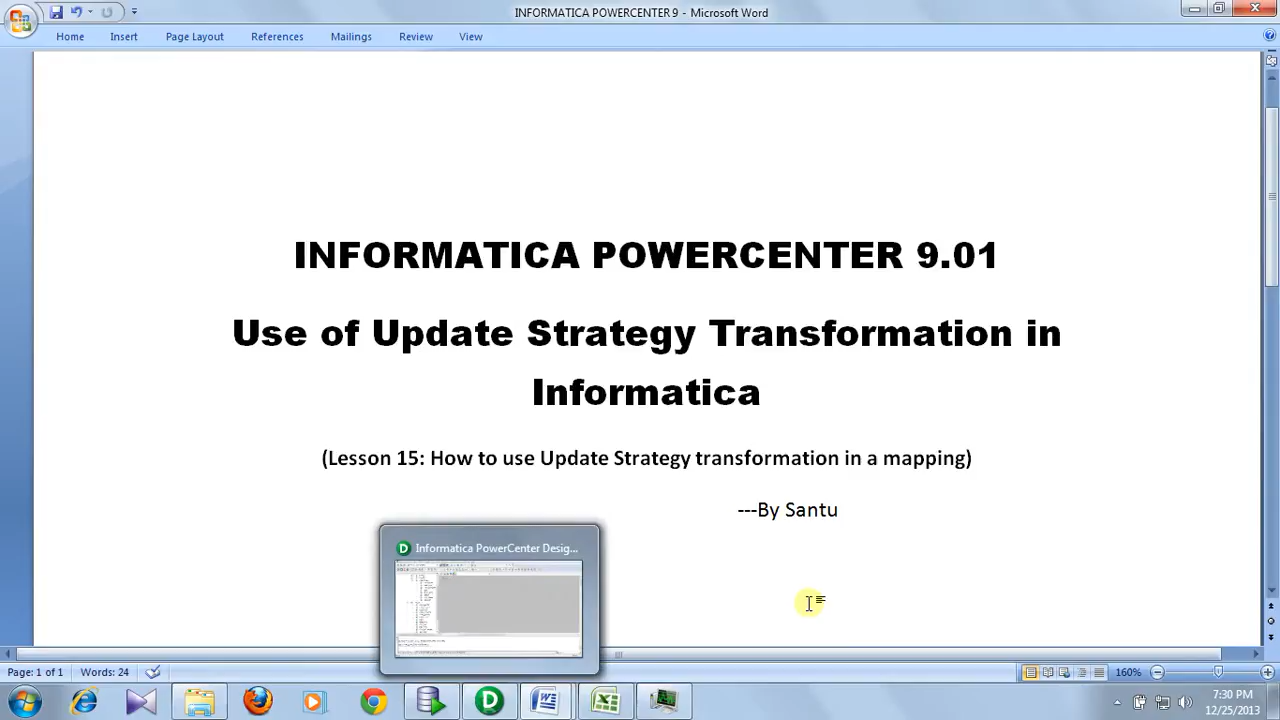 INFORMATICA POWERCENTER 9 - Microsoft Word
Home Insert Page Layout References Mailings Review View
INFORMATICA POWERCENTER 9.01
Use of Update Strategy Transformation in
Informatica
(Lesson 15: How to use Update Strategy transformation in a mapping)
---By Santu
Informatica PowerCenter Desig...
Page: 1 of 1 Words: 24
160%
7:30 PM
12/25/2013